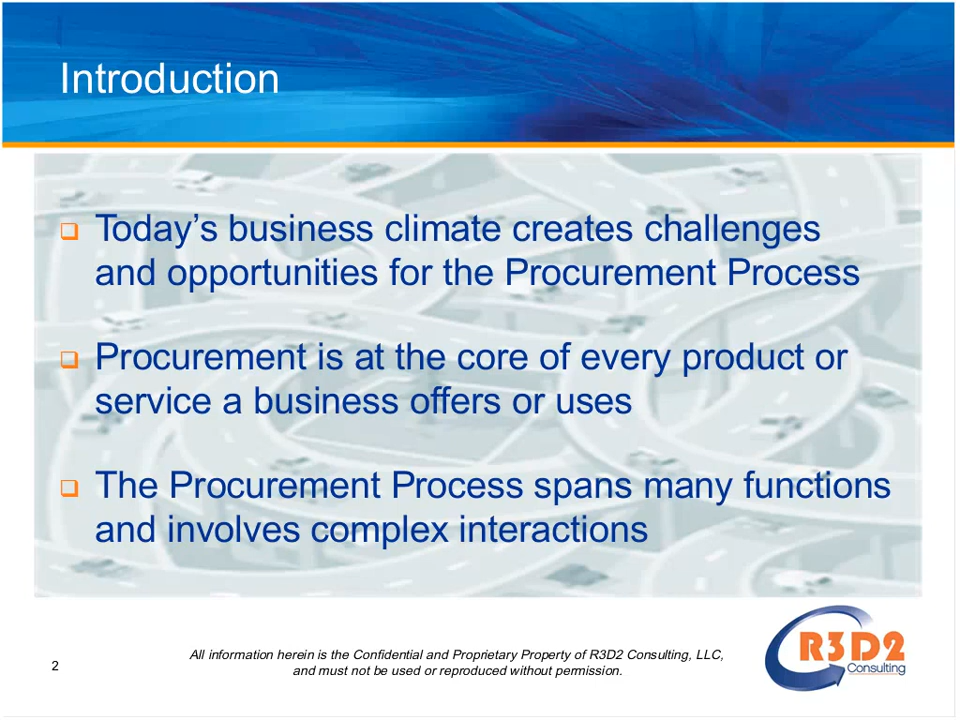 Introduction
Today’s business climate creates challenges
and opportunities for the Procurement Process
Procurement is at the core of every product or
service a business offers or uses
The Procurement Process spans many functions
and involves complex interactions
2
All information herein is the Confidential and Proprietary Property of R3D2 Consulting, LLC,
and must not be used or reproduced without permission.
R3D2
Consulting